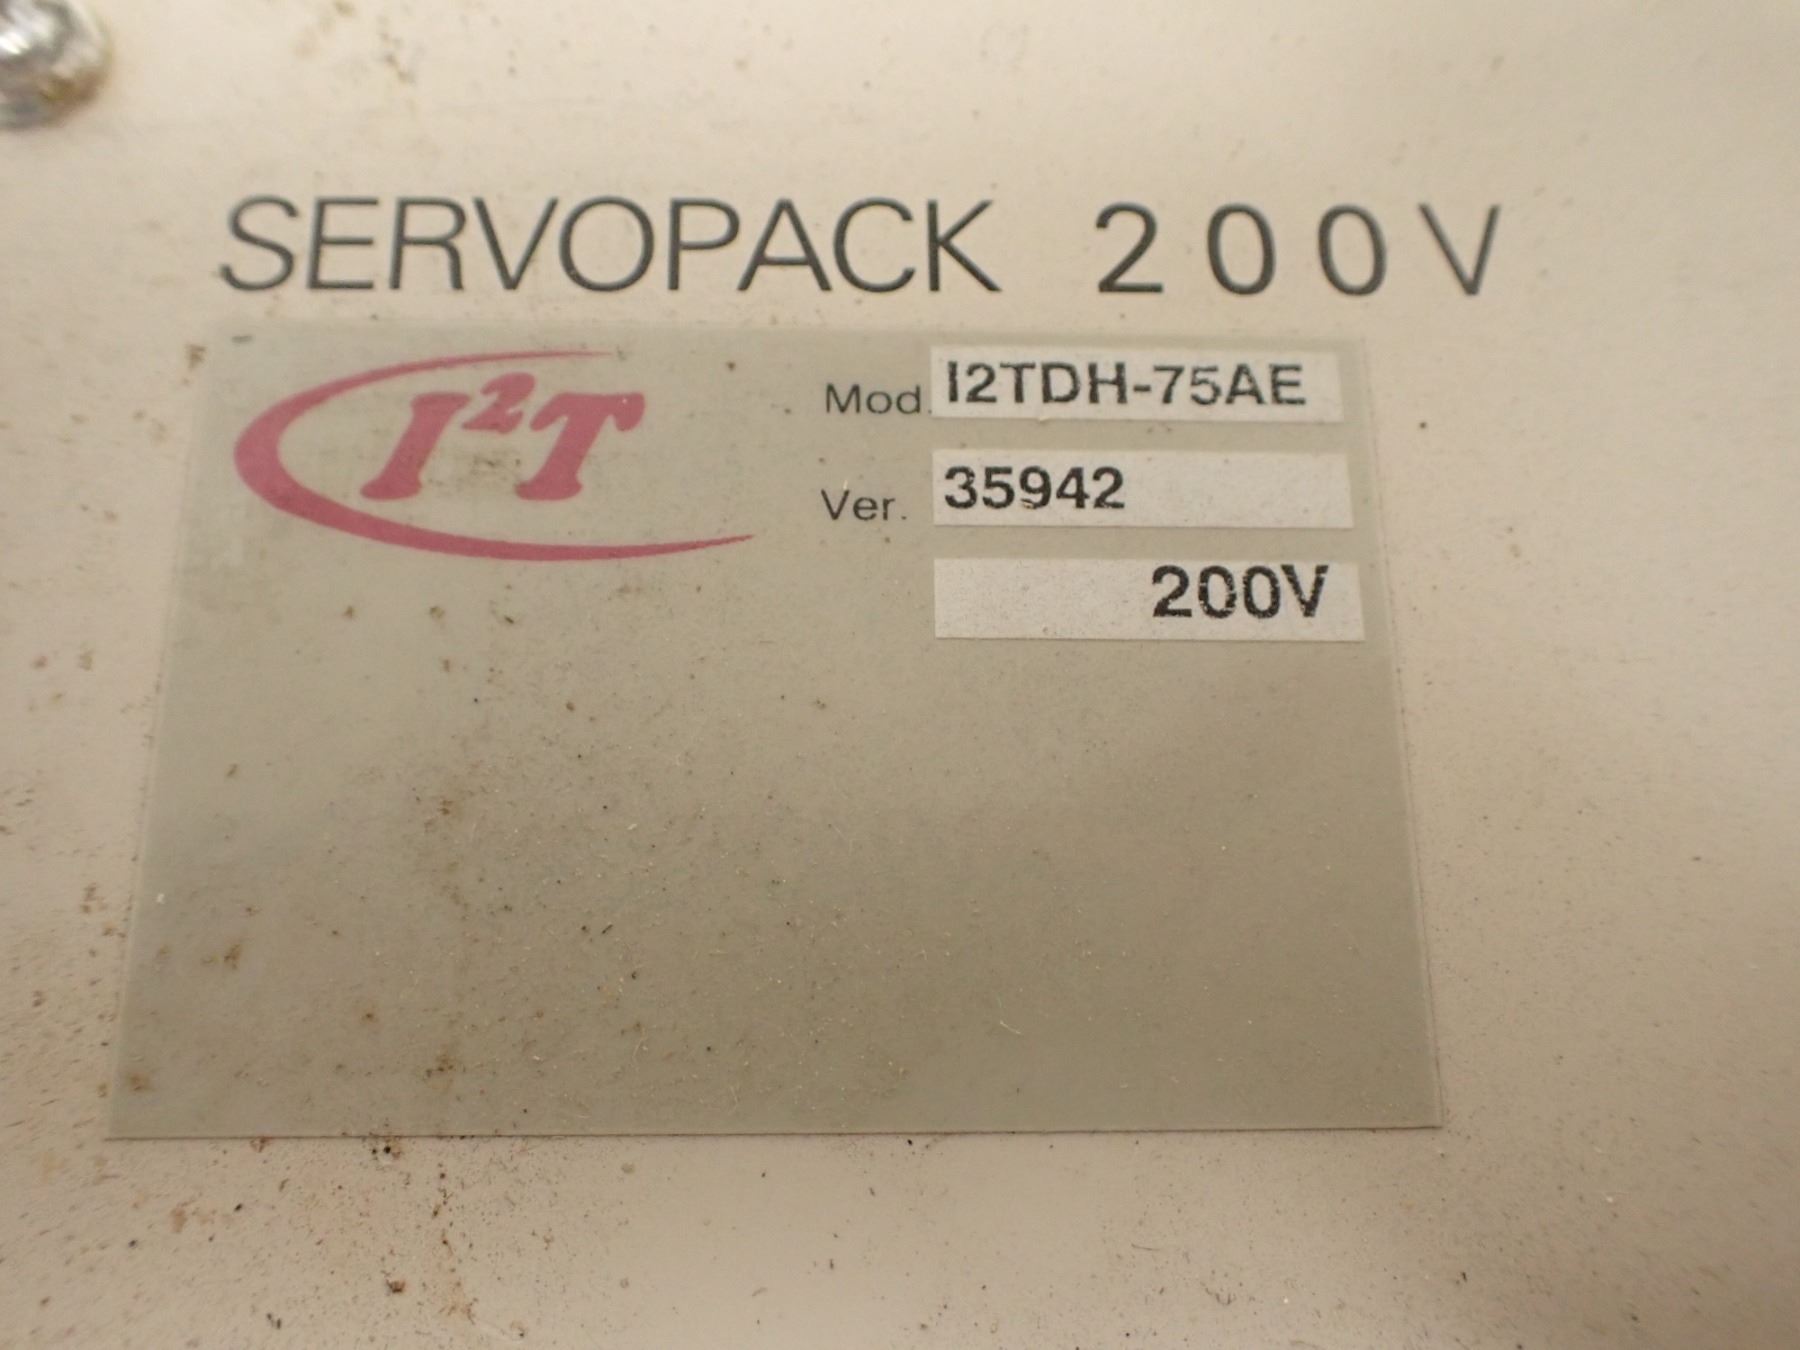 SERVOPACK 200V
I²T
Mod. I2TDH-75AE
Ver. 35942
200V